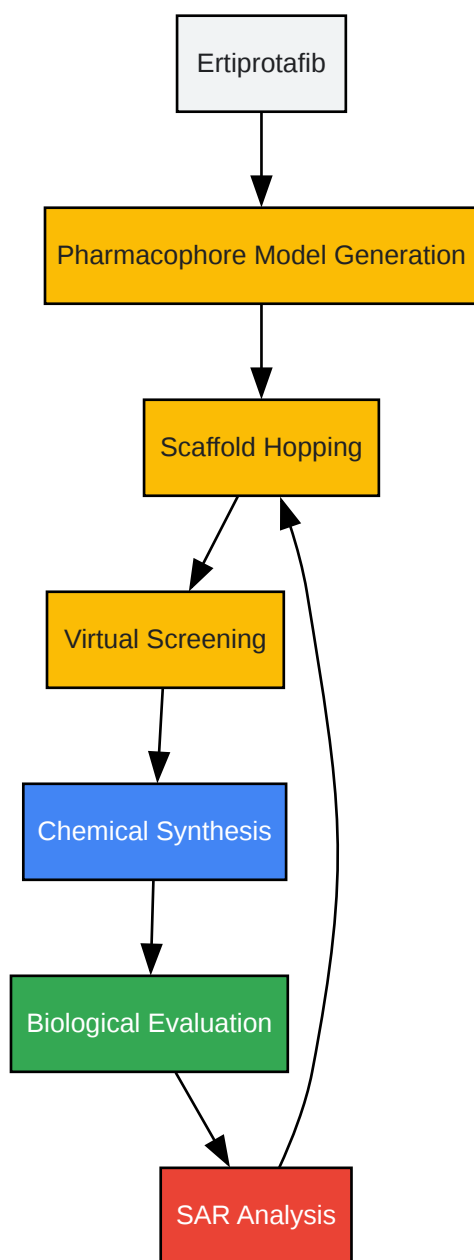 Ertiprotafib
Pharmacophore Model Generation
Scaffold Hopping
Virtual Screening
Chemical Synthesis
Biological Evaluation
SAR Analysis